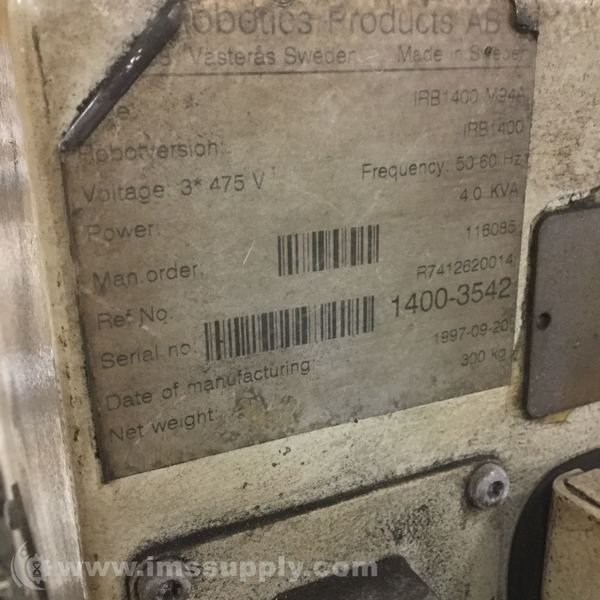 Robotics Products AB
Västerås Sweden Made in Sweden
IRB1400 M94A
Robotversion: IRB1400
Voltage: 3* 475 V Frequency: 50-60 Hz
Power: 4.0 KVA
Man.order: 116085
Ref.No: R7412620014
Serial no: 1400-3542
Date of manufacturing: 1997-09-20
Net weight: 300 kg
www.imssupply.com